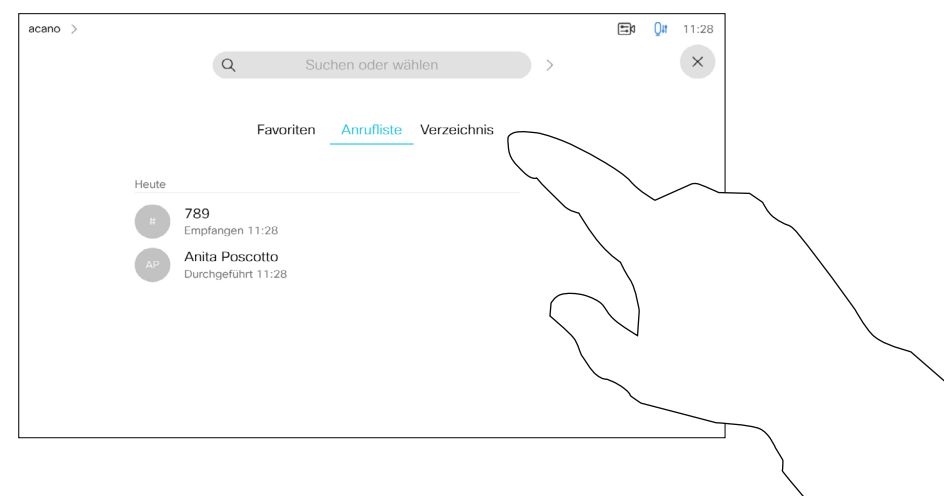 acano >
11:28
Suchen oder wählen
Favoriten Anrufliste Verzeichnis
Heute
#
789
Empfangen 11:28
AP
Anita Poscotto
Durchgeführt 11:28